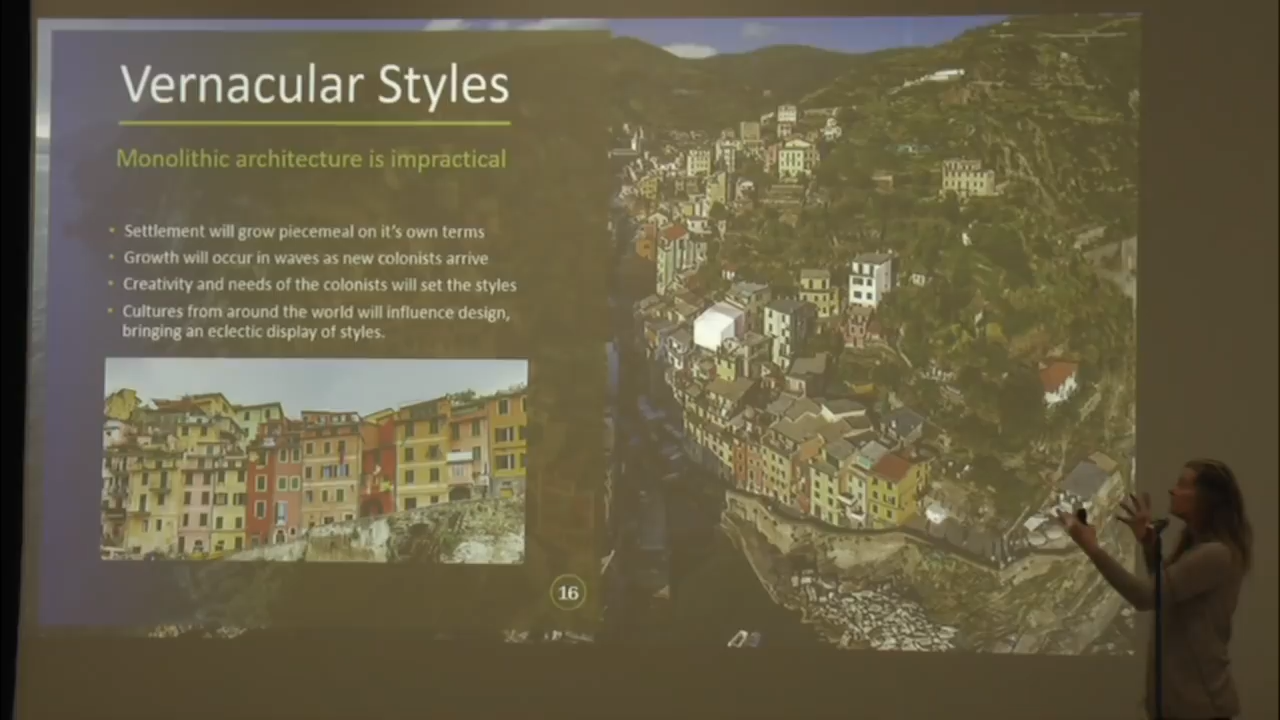 Vernacular Styles
Monolithic architecture is impractical
• Settlement will grow piecemeal on it's own terms
• Growth will occur in waves as new colonists arrive
• Creativity and needs of the colonists will set the styles
• Cultures from around the world will influence design,
bringing an eclectic display of styles.
16